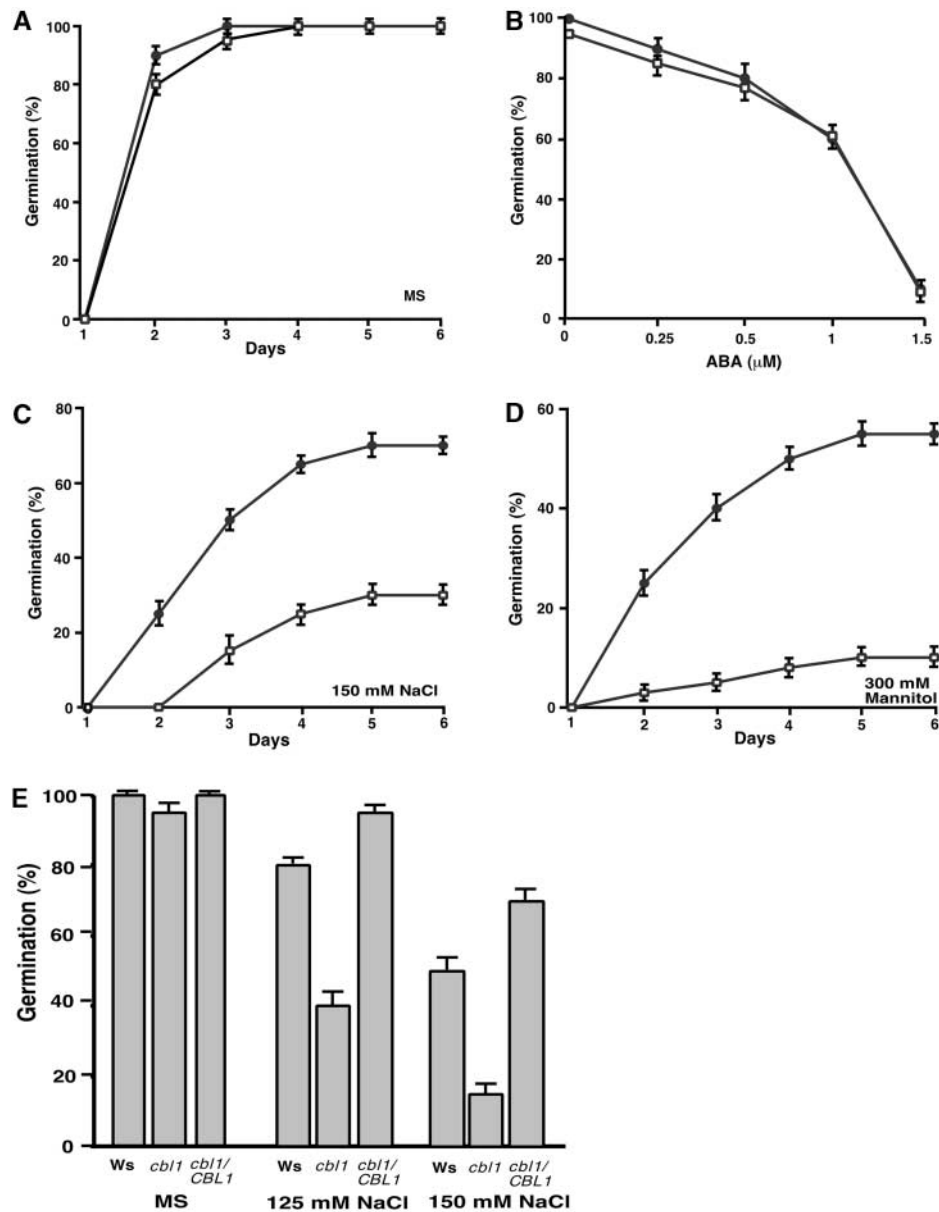 A
100
80
60
40
20
0
Germination (%)
1 2 3 4 5 6
Days
MS
B
100
80
60
40
20
0
Germination (%)
0 0.25 0.5 1 1.5
ABA (μM)
C
80
60
40
20
0
Germination (%)
1 2 3 4 5 6
Days
150 mM NaCl
D
60
40
20
0
Germination (%)
1 2 3 4 5 6
Days
300 mM
Mannitol
E
100
80
60
40
20
0
Germination (%)
Ws cbl1 cbl1/ Ws cbl1 cbl1/ Ws cbl1 cbl1/
CBL1 CBL1 CBL1
MS 125 mM NaCl 150 mM NaCl